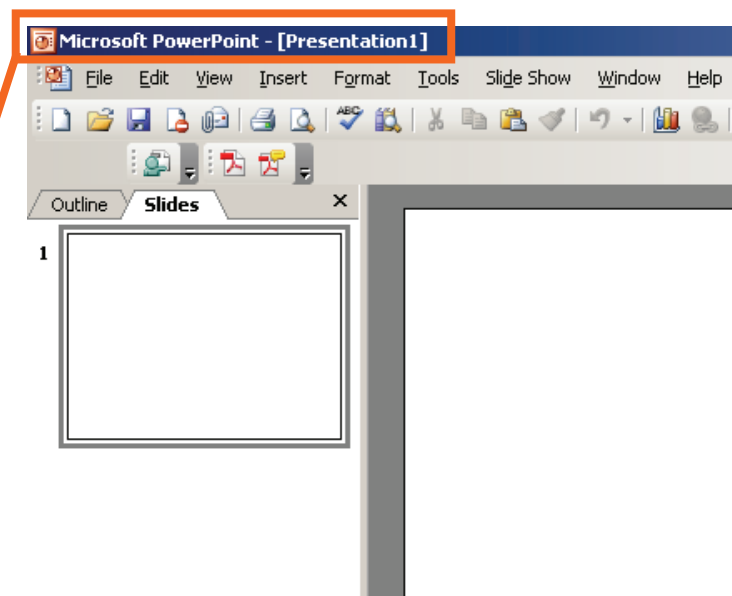 Microsoft PowerPoint - [Presentation1]
File Edit View Insert Format Tools Slide Show Window Help
ABC
Outline Slides ×
1